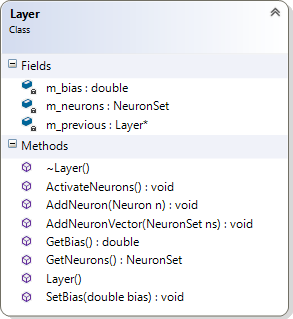 Layer
Class
Fields
m_bias : double
m_neurons : NeuronSet
m_previous : Layer*
Methods
~Layer()
ActivateNeurons() : void
AddNeuron(Neuron n) : void
AddNeuronVector(NeuronSet ns) : void
GetBias() : double
GetNeurons() : NeuronSet
Layer()
SetBias(double bias) : void